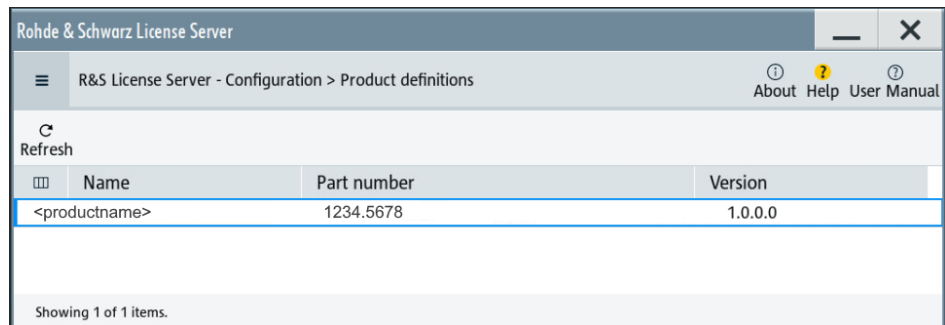 Rohde & Schwarz License Server
R&S License Server - Configuration > Product definitions
About Help User Manual
Refresh
Name Part number Version
<productname> 1234.5678 1.0.0.0
Showing 1 of 1 items.